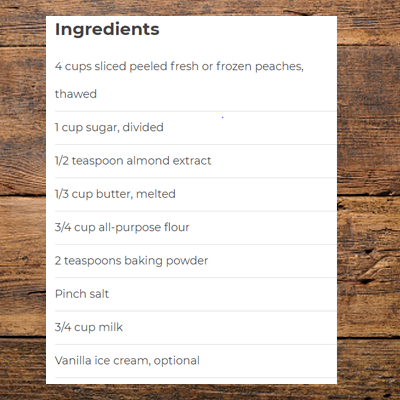 Ingredients
4 cups sliced peeled fresh or frozen peaches,
thawed
1 cup sugar, divided
1/2 teaspoon almond extract
1/3 cup butter, melted
3/4 cup all-purpose flour
2 teaspoons baking powder
Pinch salt
3/4 cup milk
Vanilla ice cream, optional